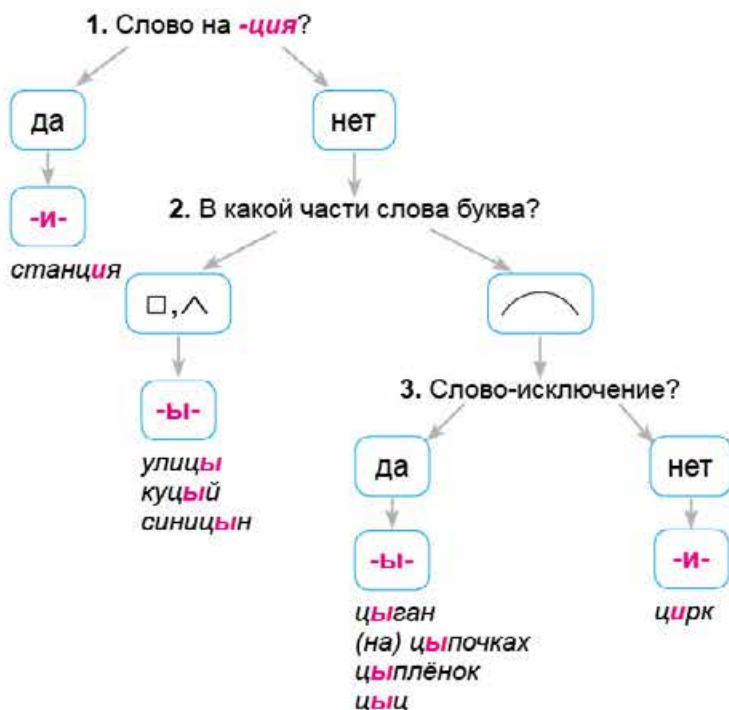 1. Слово на -ция?
да
нет
-и-
станция
2. В какой части слова буква?
-ы-
улицы
куцый
синицын
3. Слово-исключение?
да
нет
-ы-
-и-
цыган
(на) цыпочках
цыплёнок
цыц
цирк